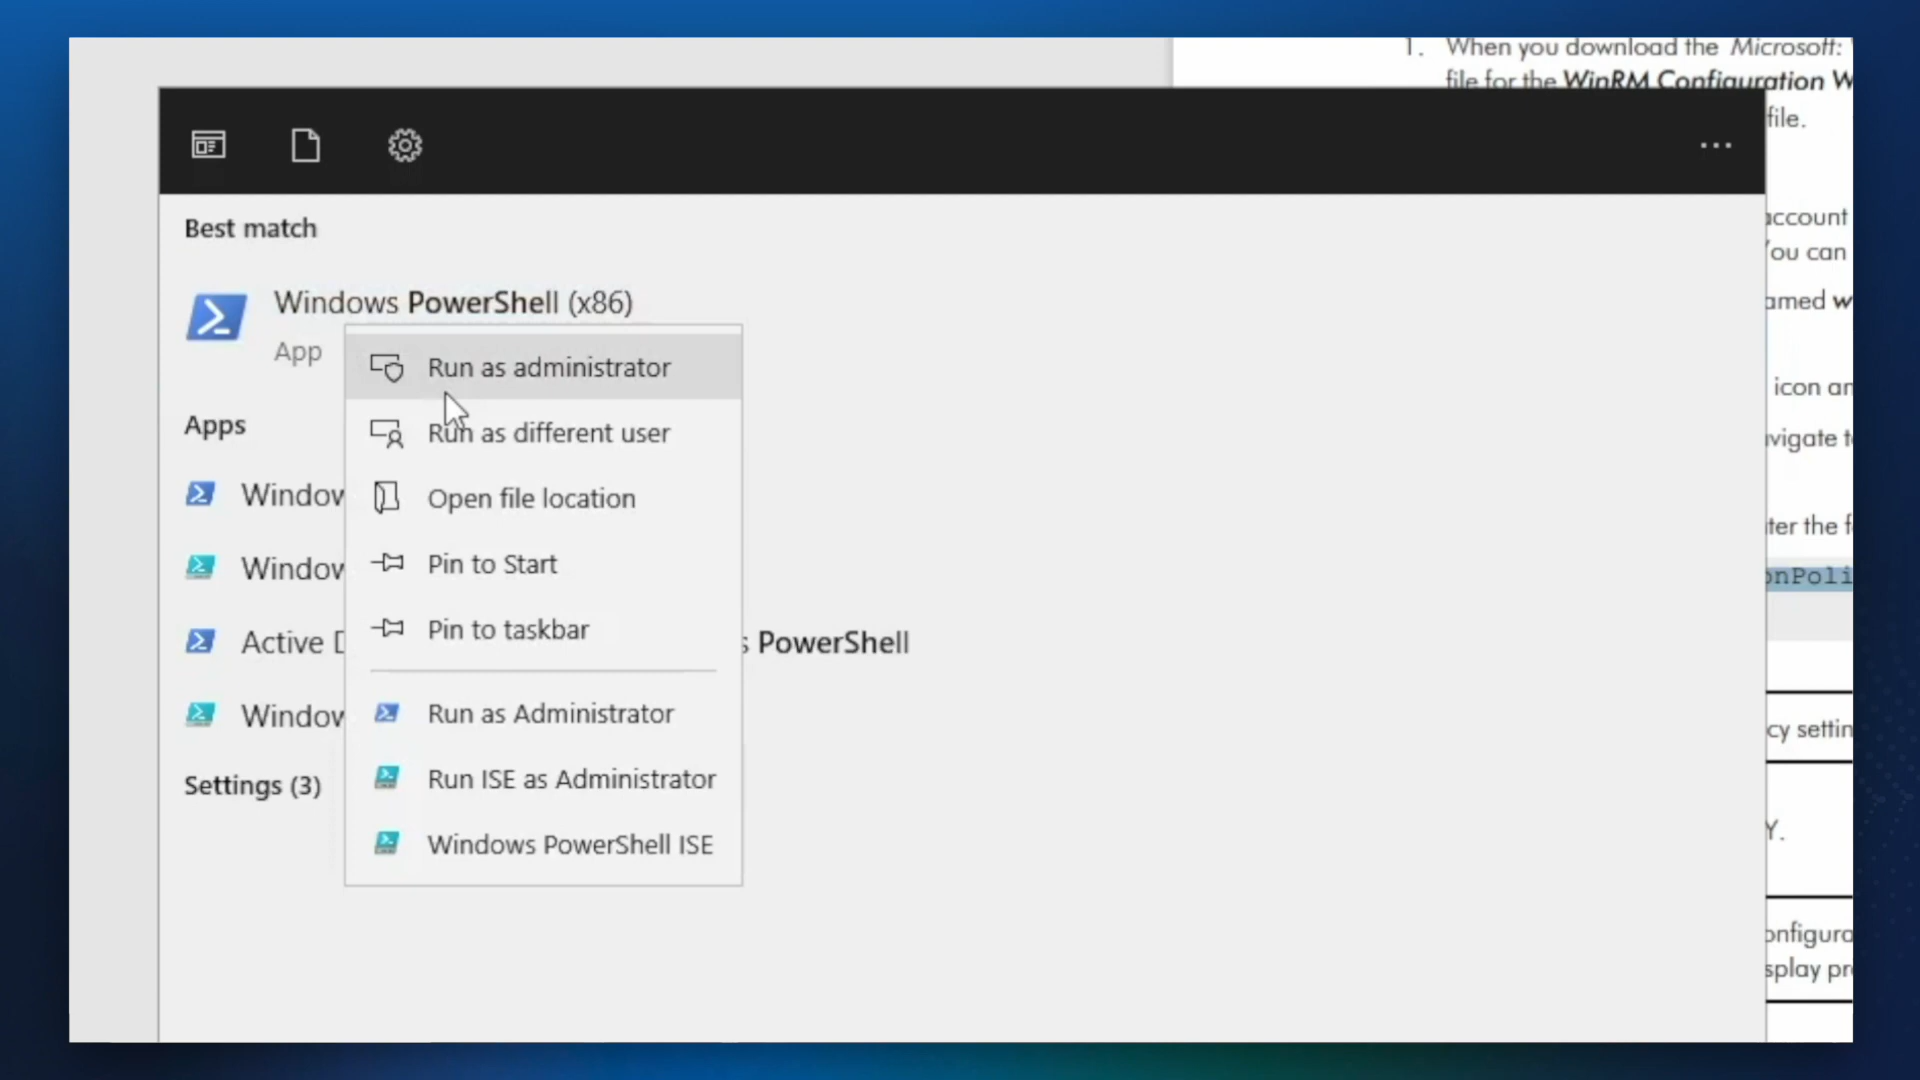 1. When you download the Microsoft:
file for the WinRM Configuration W
file.
Best match
Windows PowerShell (x86)
App
Run as administrator
Run as different user
Open file location
Pin to Start
Pin to taskbar
Run as Administrator
Run ISE as Administrator
Windows PowerShell ISE
Apps
Window
Window
Active D
s PowerShell
Window
Settings (3)
account
You can
amed w
icon an
avigate t
ter the f
onPoli
cy settin
Y.
onfigura
splay pr